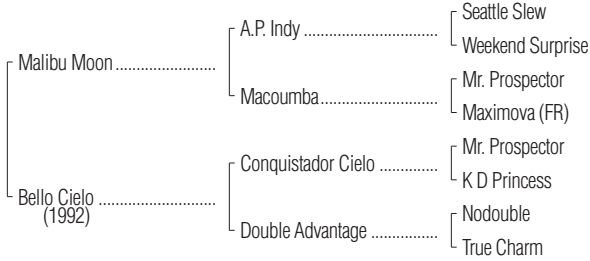 Seattle Slew
A.P. Indy
Weekend Surprise
Malibu Moon
Mr. Prospector
Macoumba
Maximova (FR)
Mr. Prospector
Conquistador Cielo
K D Princess
Bello Cielo
(1992)
Nodouble
Double Advantage
True Charm